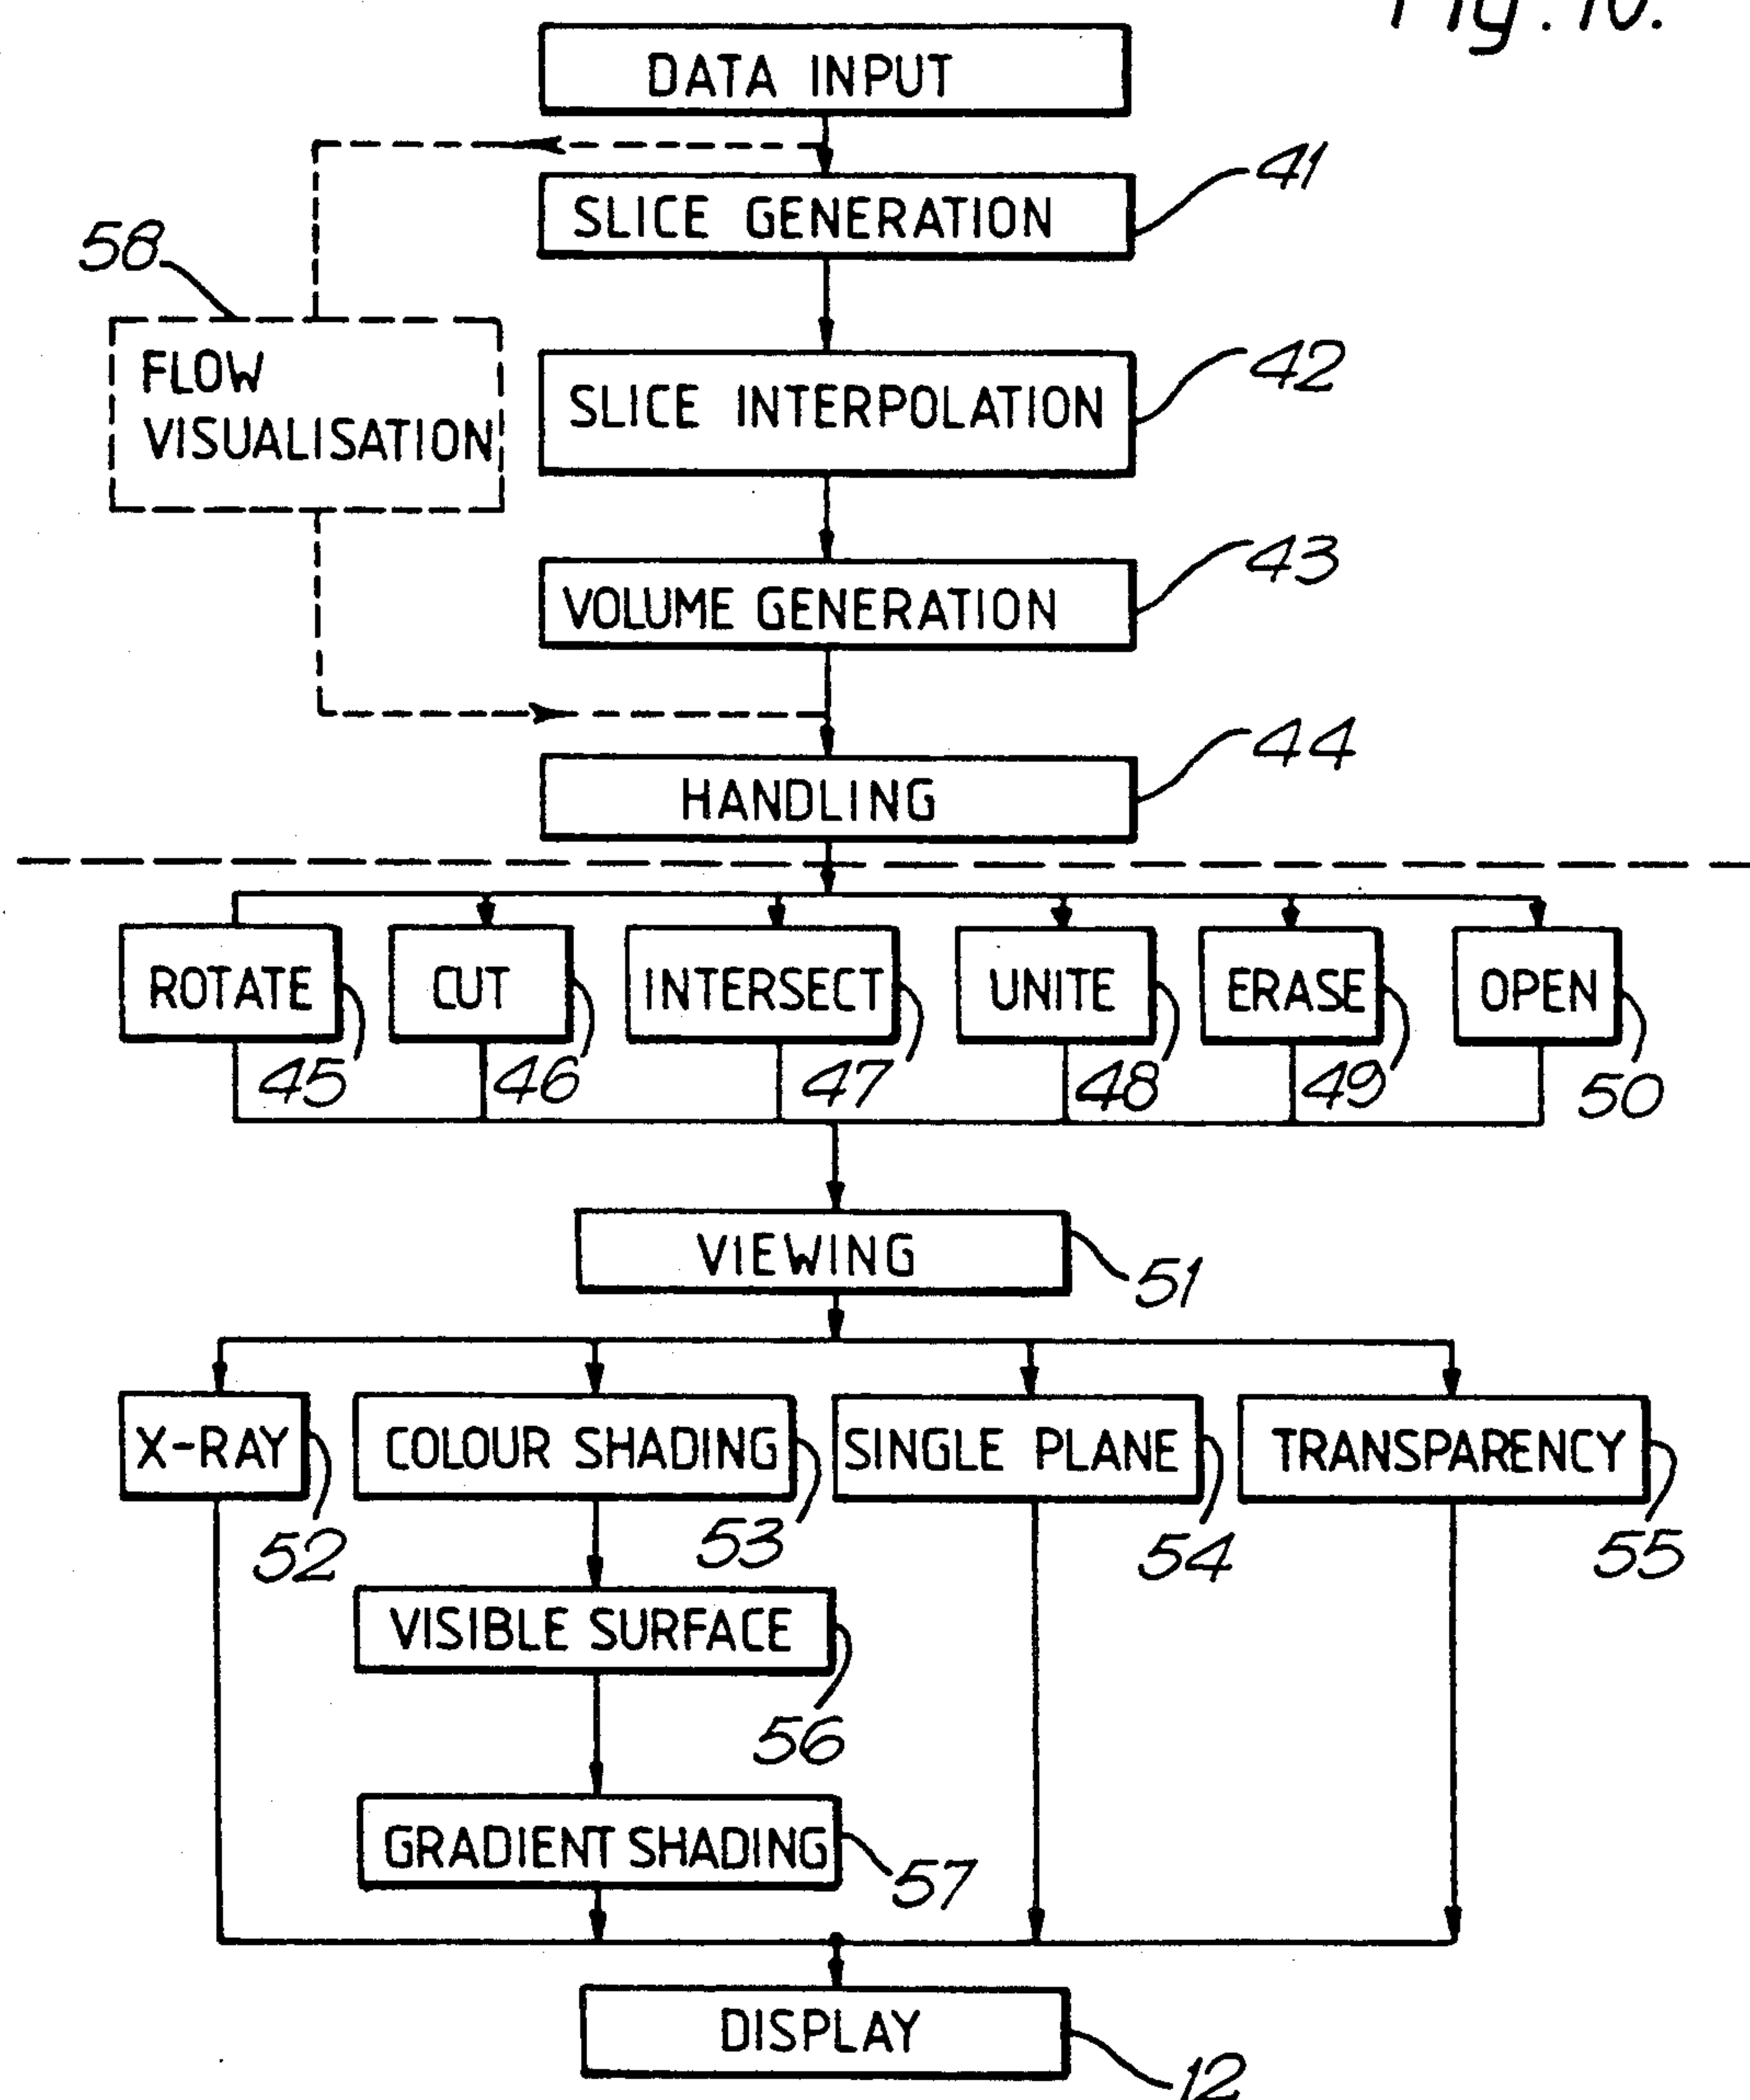 Fig. 10.
DATA INPUT
41
SLICE GENERATION
58
FLOW
VISUALISATION
42
SLICE INTERPOLATION
43
VOLUME GENERATION
44
HANDLING
ROTATE
CUT
INTERSECT
UNITE
ERASE
OPEN
45
46
47
48
49
50
VIEWING
51
X-RAY
COLOUR SHADING
SINGLE PLANE
TRANSPARENCY
52
53
54
55
VISIBLE SURFACE
56
GRADIENT SHADING
57
DISPLAY
12